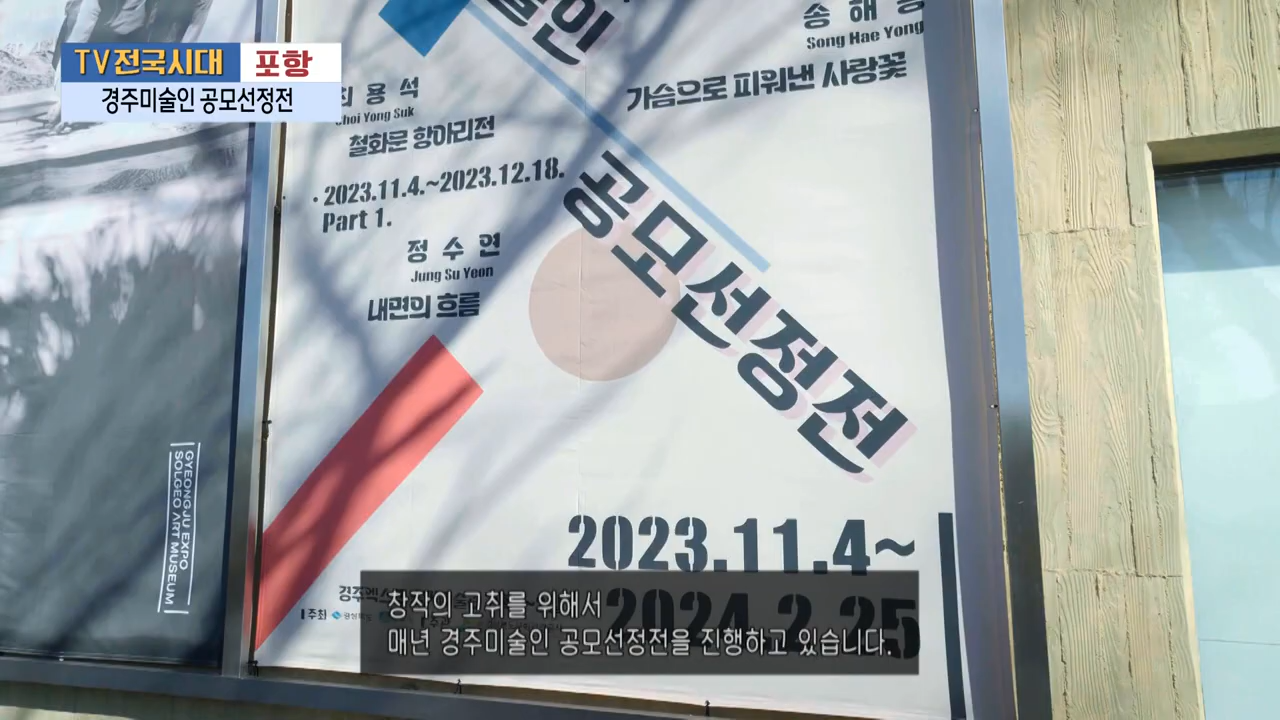 TV전국시대 포항
경주미술인 공모선정전
술인
송 해 용
Song Hae Yong
가슴으로 피워낸 사랑꽃
최 용 석
Choi Yong Suk
철화문 항아리전
· 2023.11.4.~2023.12.18.
Part 1.
정 수 연
Jung Su Yeon
내면의 흐름
공모선정전
GYEONGJU EXPO
SOLGEO ART MUSEUM
2023.11.4~
2024.2.25
주최
창작의 고취를 위해서
매년 경주미술인 공모선정전을 진행하고 있습니다.